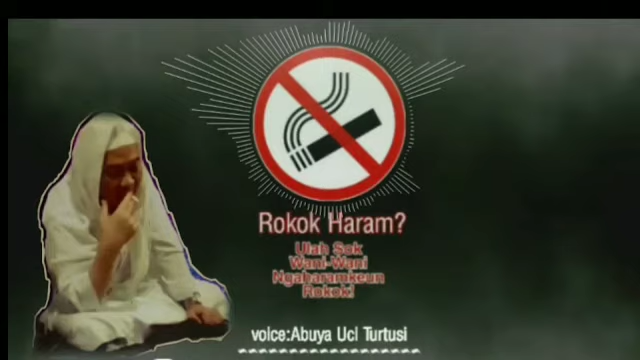 Rokok Haram?
Ulah Sok
Wani-Wani
Ngaharamkeun
Rokok!
voice:Abuya Uci Turtusi